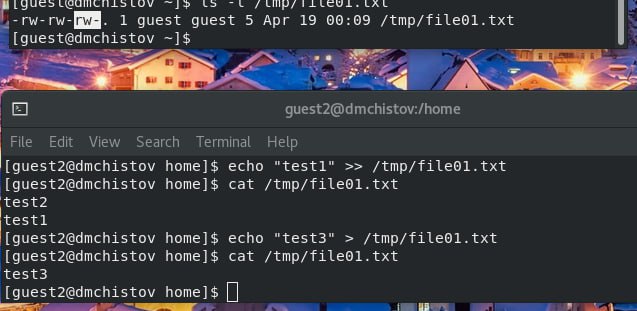 [guest@dmchistov ~]$ ls -l /tmp/file01.txt
-rw-rw-rw-. 1 guest guest 5 Apr 19 00:09 /tmp/file01.txt
[guest@dmchistov ~]$
guest2@dmchistov:/home
File Edit View Search Terminal Help
[guest2@dmchistov home]$ echo "test1" >> /tmp/file01.txt
[guest2@dmchistov home]$ cat /tmp/file01.txt
test2
test1
[guest2@dmchistov home]$ echo "test3" > /tmp/file01.txt
[guest2@dmchistov home]$ cat /tmp/file01.txt
test3
[guest2@dmchistov home]$